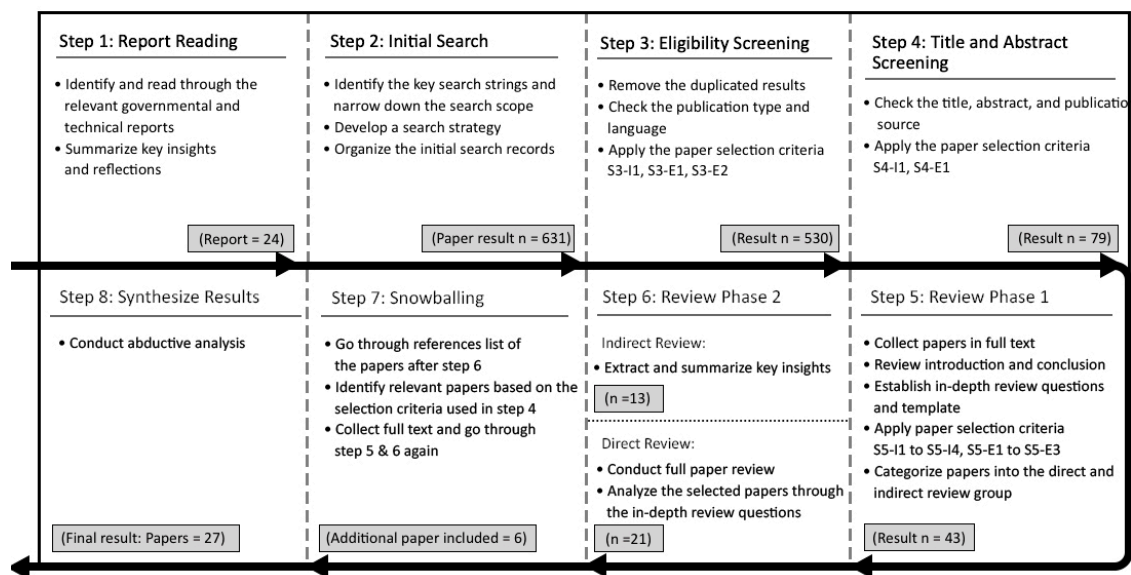 Step 1: Report Reading
• Identify and read through the
relevant governmental and
technical reports
• Summarize key insights
and reflections
(Report = 24)
Step 2: Initial Search
• Identify the key search strings and
narrow down the search scope
• Develop a search strategy
• Organize the initial search records
(Paper result n = 631)
Step 3: Eligibility Screening
• Remove the duplicated results
• Check the publication type and
language
• Apply the paper selection criteria
S3-I1, S3-E1, S3-E2
(Result n = 530)
Step 4: Title and Abstract
Screening
• Check the title, abstract, and publicatio
source
• Apply the paper selection criteria
S4-I1, S4-E1
(Result n = 79)
Step 5: Review Phase 1
• Collect papers in full text
• Review introduction and conclusion
• Establish in-depth review questions
and template
• Apply paper selection criteria
S5-I1 to S5-I4, S5-E1 to S5-E3
• Categorize papers into the direct and
indirect review group
(Result n = 43)
Step 6: Review Phase 2
Indirect Review:
• Extract and summarize key insights
(n =13)
Direct Review:
• Conduct full paper review
• Analyze the selected papers through
the in-depth review questions
(n =21)
Step 7: Snowballing
• Go through references list of
the papers after step 6
• Identify relevant papers based on the
selection criteria used in step 4
• Collect full text and go through
step 5 & 6 again
(Additional paper included = 6)
Step 8: Synthesize Results
• Conduct abductive analysis
(Final result: Papers = 27)